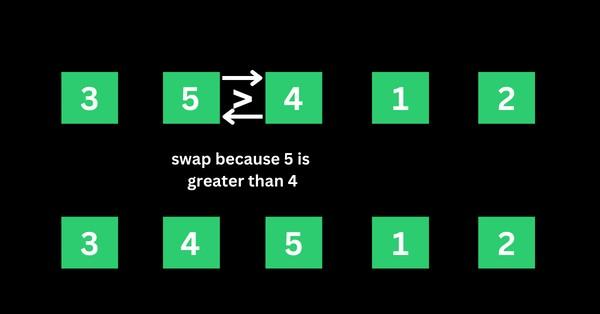 3 5 > 4 1 2
swap because 5 is
greater than 4
3 4 5 1 2